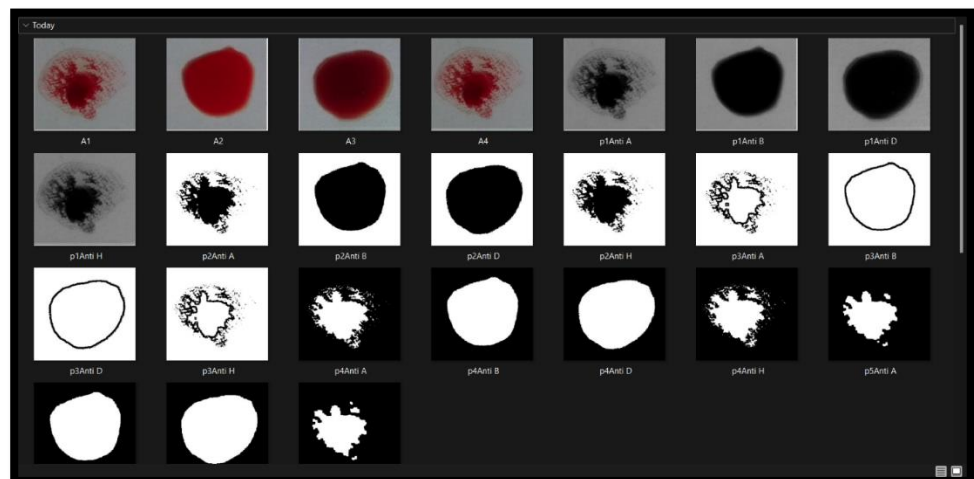 Today
A1 A2 A3 A4 p1Anti A p1Anti B p1Anti D
p1Anti H p2Anti A p2Anti B p2Anti D p2Anti H p3Anti A p3Anti B
p3Anti D p3Anti H p4Anti A p4Anti B p4Anti D p4Anti H p5Anti A